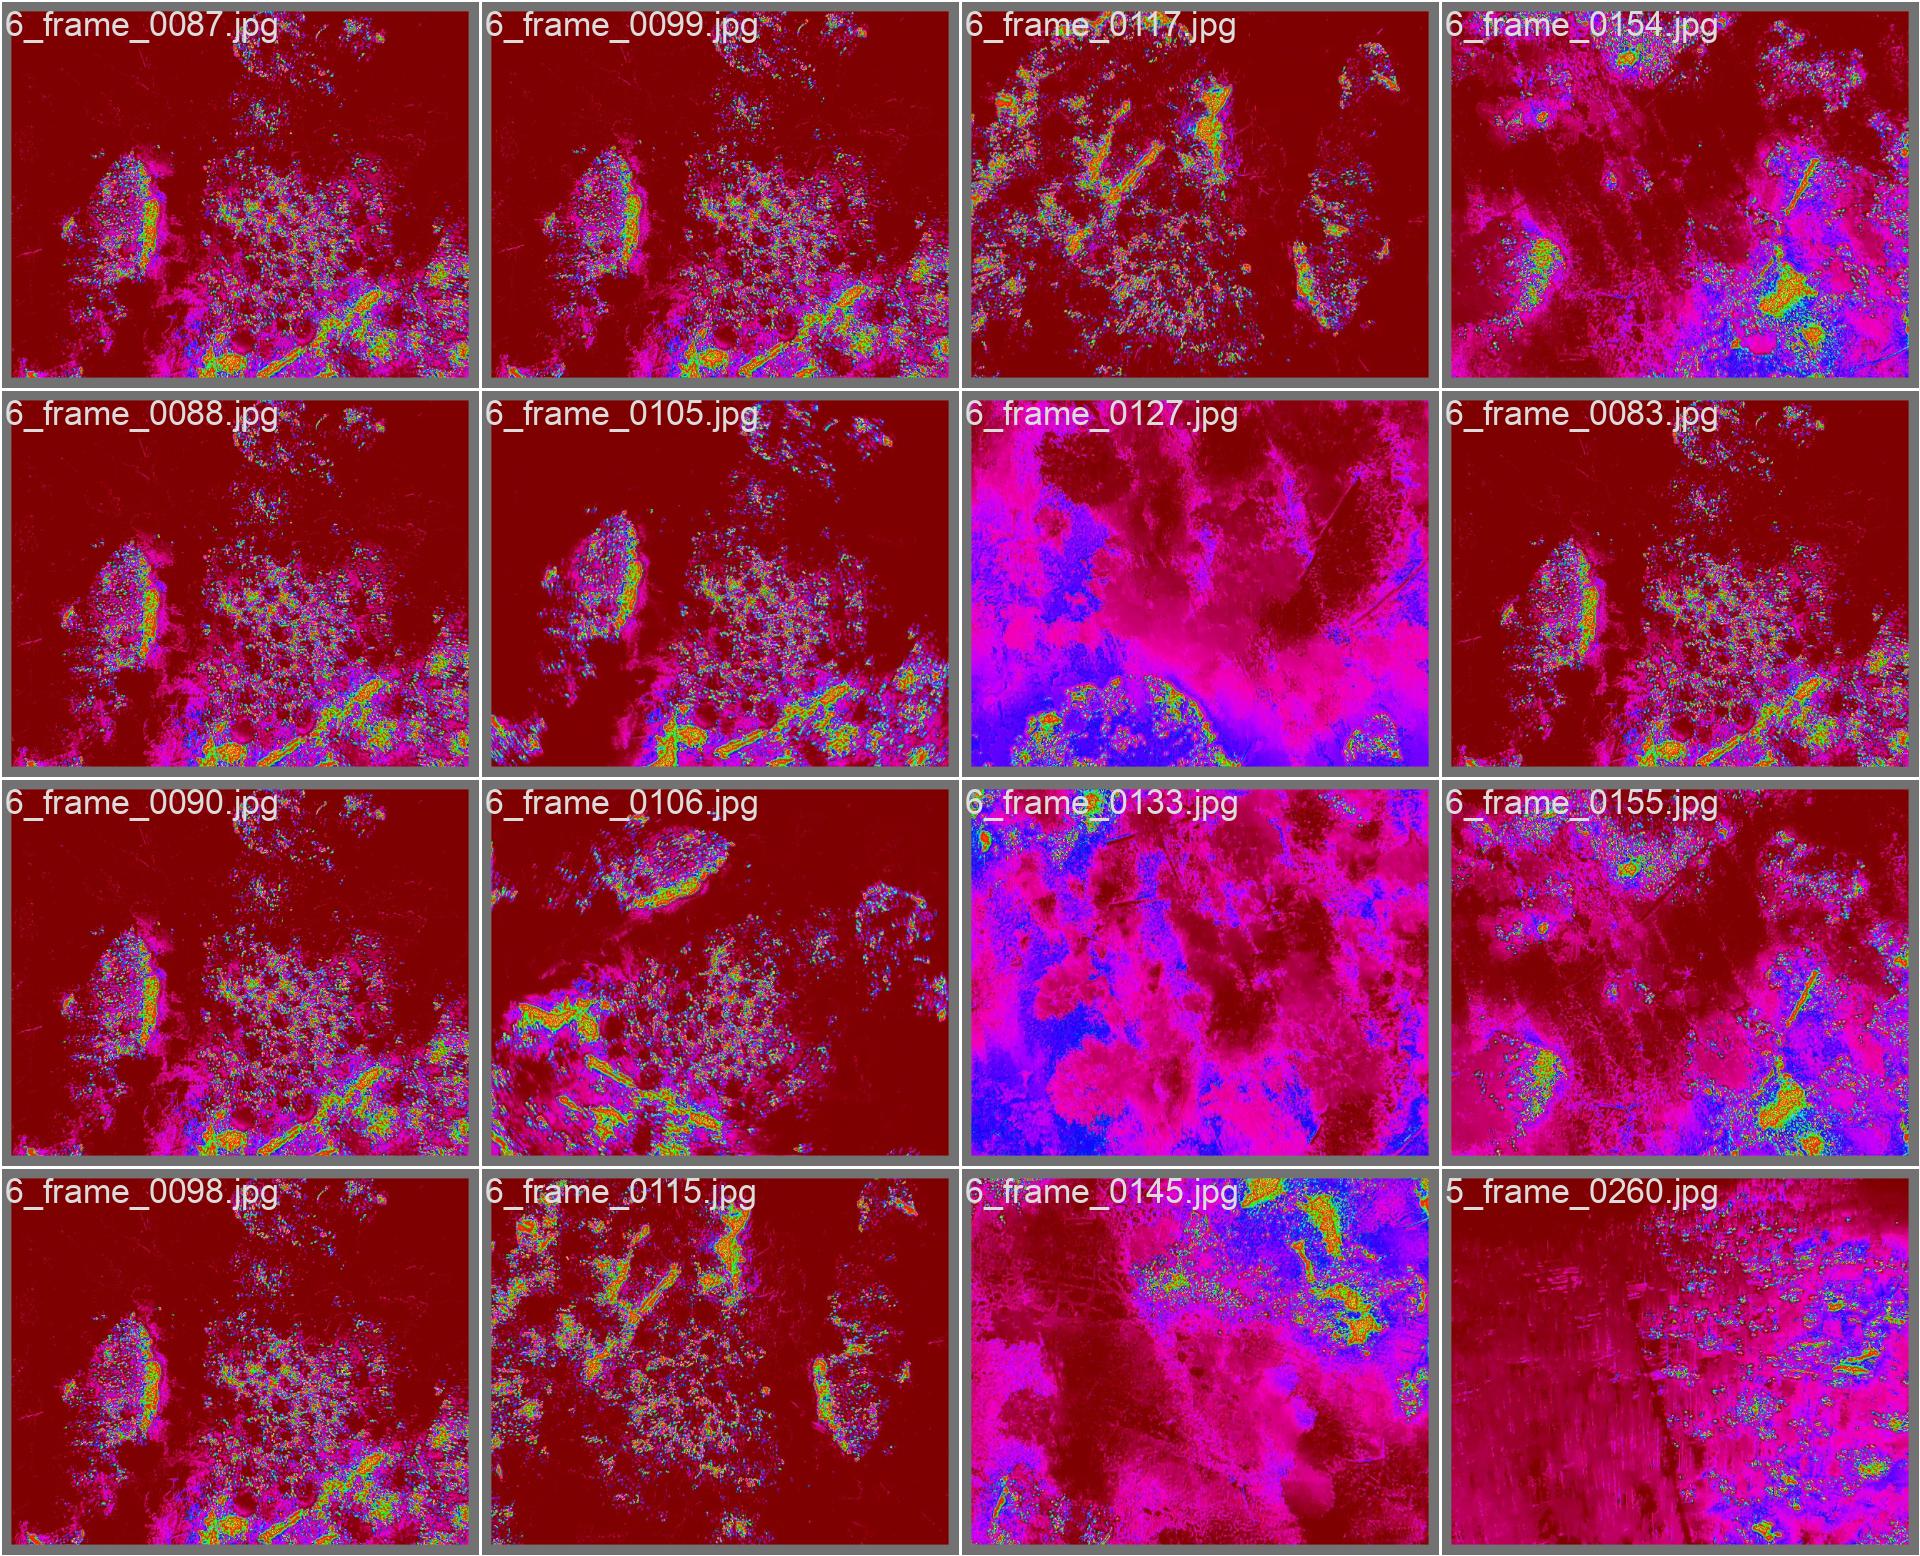 6_frame_0087.jpg
6_frame_0099.jpg
6_frame_0117.jpg
6_frame_0154.jpg
6_frame_0088.jpg
6_frame_0105.jpg
6_frame_0127.jpg
6_frame_0083.jpg
6_frame_0090.jpg
6_frame_0106.jpg
6_frame_0133.jpg
6_frame_0155.jpg
6_frame_0098.jpg
6_frame_0115.jpg
6_frame_0145.jpg
5_frame_0260.jpg